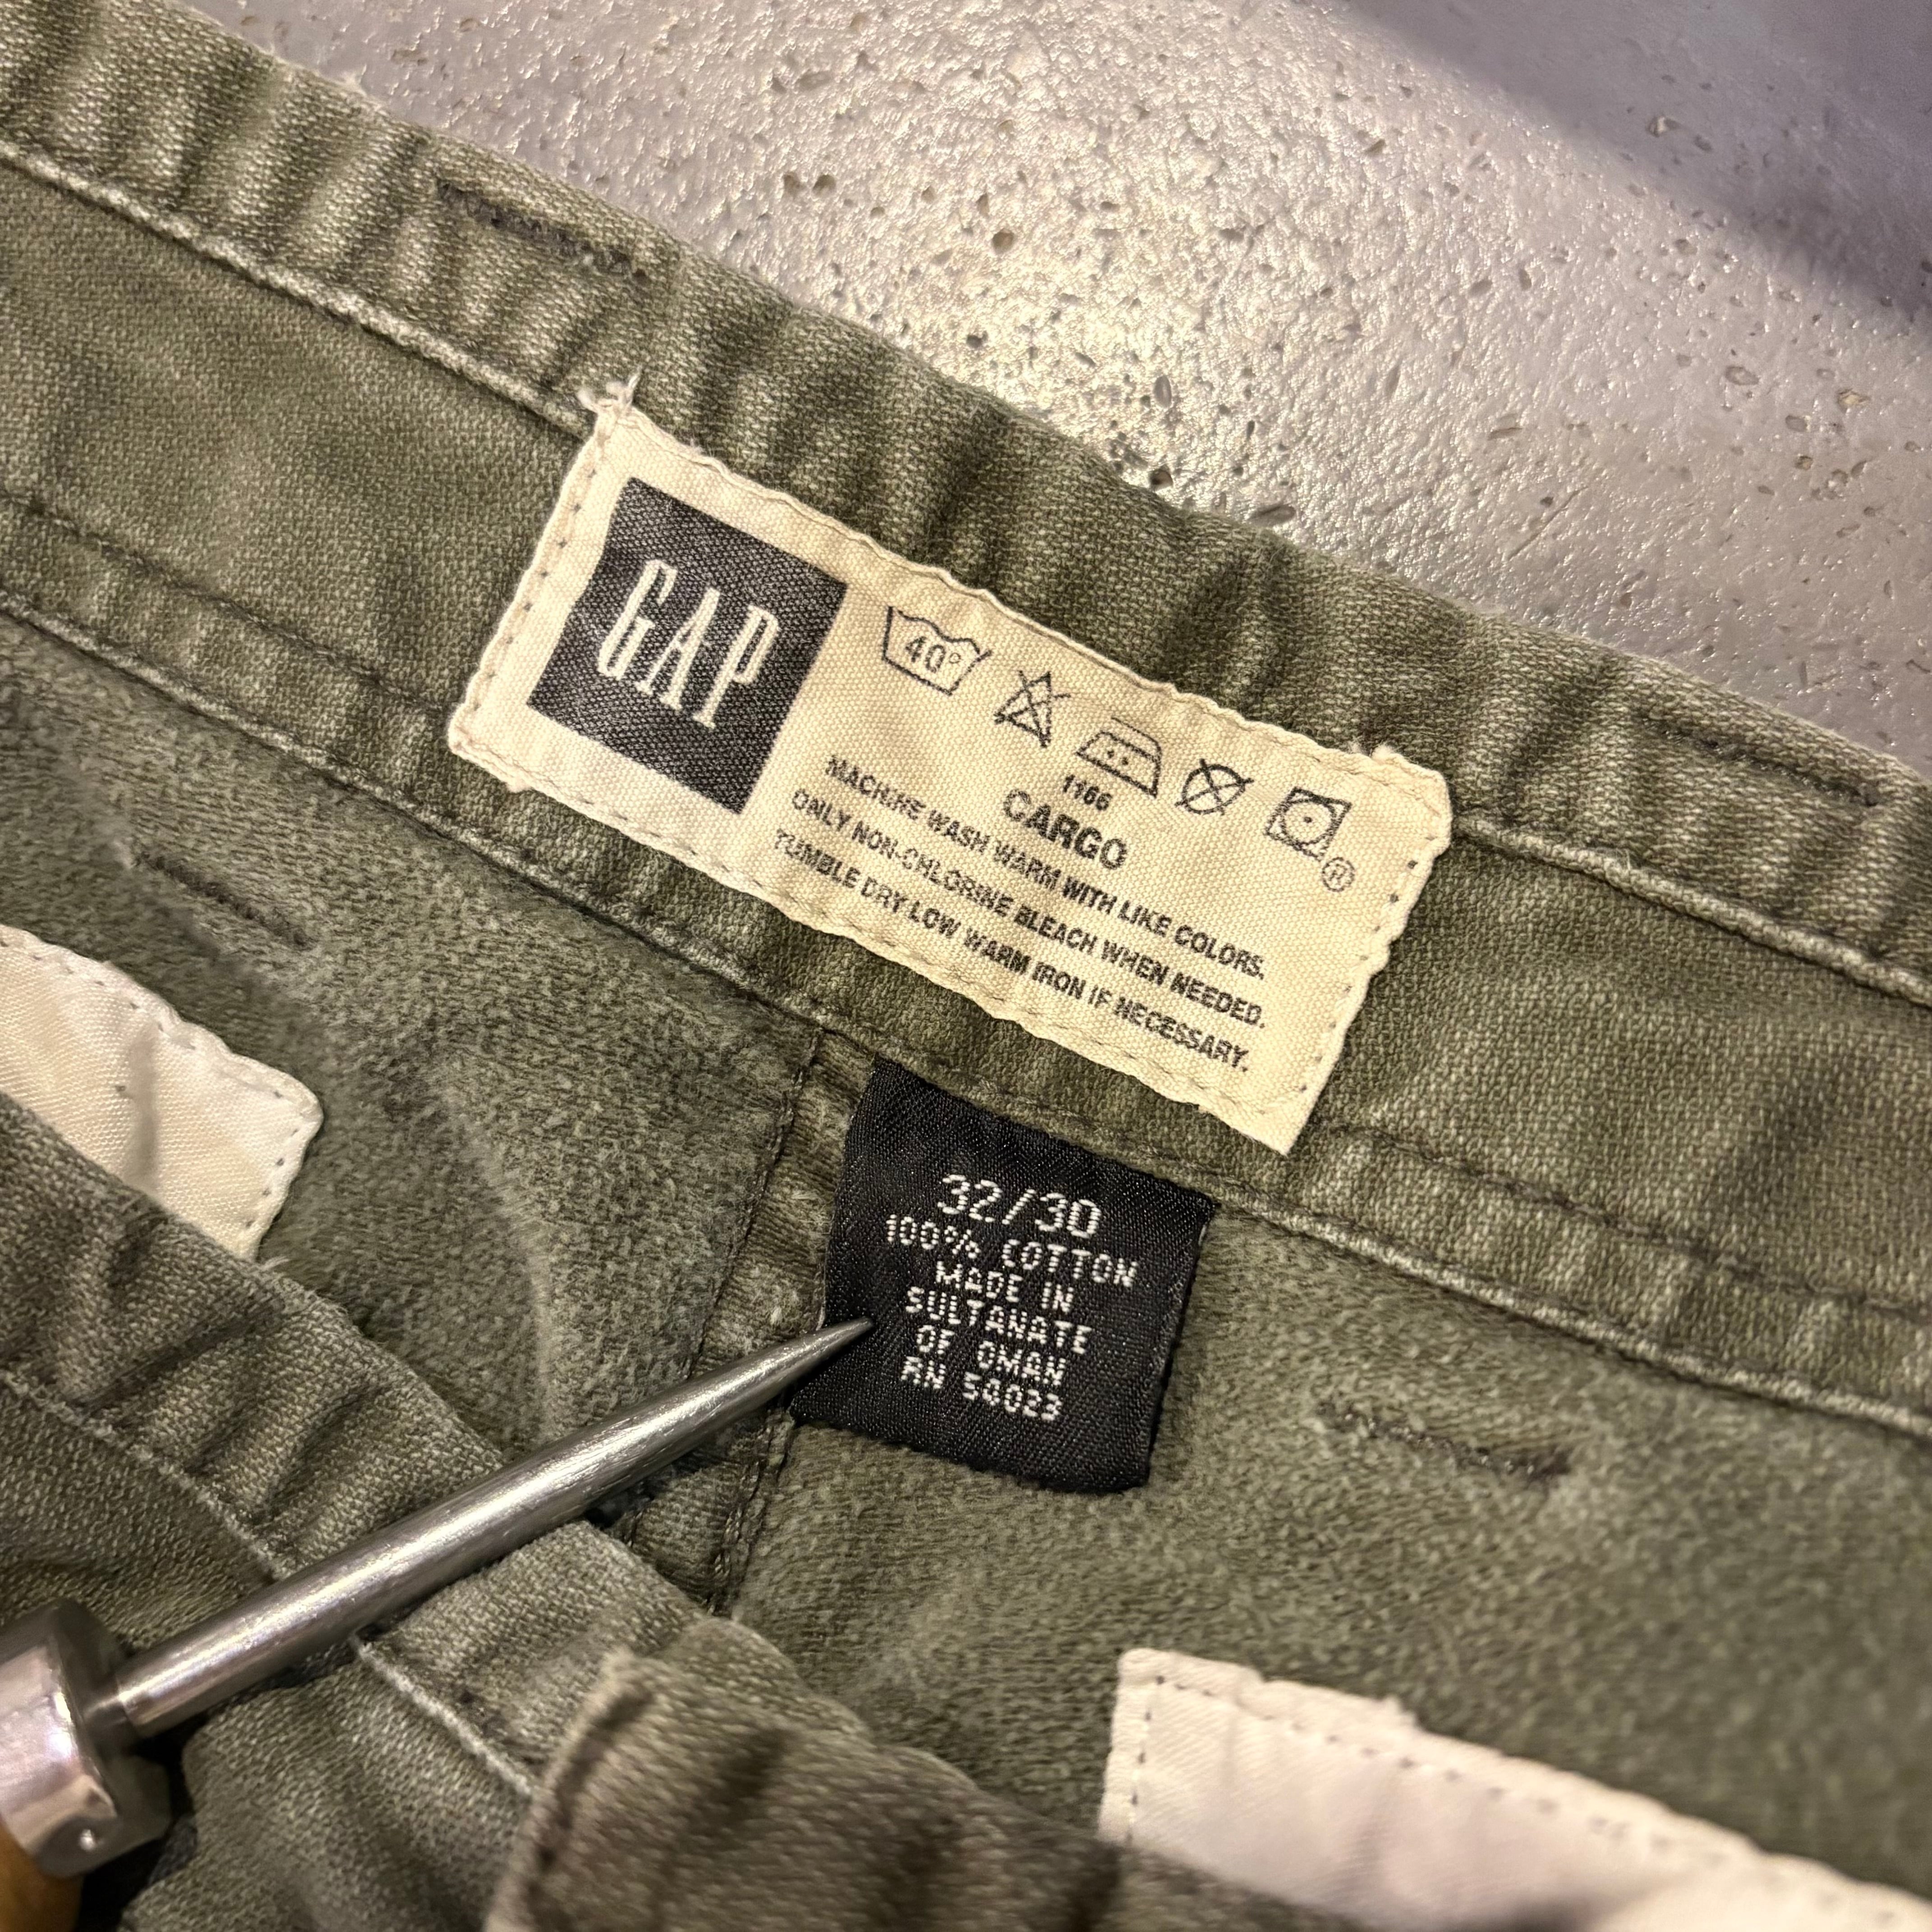 GAP
40°
1166
CARGO
®
MACHINE WASH WARM WITH LIKE COLORS.
ONLY NON-CHLORINE BLEACH WHEN NEEDED.
TUMBLE DRY LOW WARM IRON IF NECESSARY.
32/30
100% COTTON
MADE IN
SULTANATE
OF OMAN
RN 54023